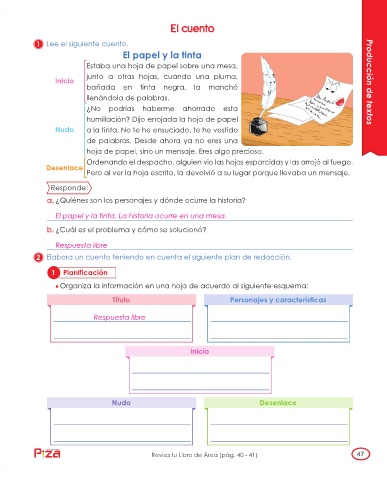 El cuento
1 Lee el siguiente cuento.
El papel y la tinta
Inicio
Estaba una hoja de papel sobre una mesa,
junto a otras hojas, cuando una pluma,
bañada en tinta negra, la manchó
llenándola de palabras.
Nudo
¿No podrías haberme ahorrado esta
humillación? Dijo enojada la hoja de papel
a la tinta. No te he ensuciado, te he vestido
de palabras. Desde ahora ya no eres una
hoja de papel, sino un mensaje. Eres algo precioso.
Desenlace
Ordenando el despacho, alguien vio las hojas esparcidas y las arrojó al fuego.
Pero al ver la hoja escrita, la devolvió a su lugar porque llevaba un mensaje.
Responde:
a. ¿Quiénes son los personajes y dónde ocurre la historia?
El papel y la tinta. La historia ocurre en una mesa.
b. ¿Cuál es el problema y cómo se solucionó?
Respuesta libre
2 Elabora un cuento teniendo en cuenta el siguiente plan de redacción.
1 Planificación
• Organiza la información en una hoja de acuerdo al siguiente esquema:
Título
Personajes y características
Respuesta libre
Inicio
Nudo
Desenlace
Piza
Revisa tu Libro de Área (pág. 40 - 41)
47
Producción de textos